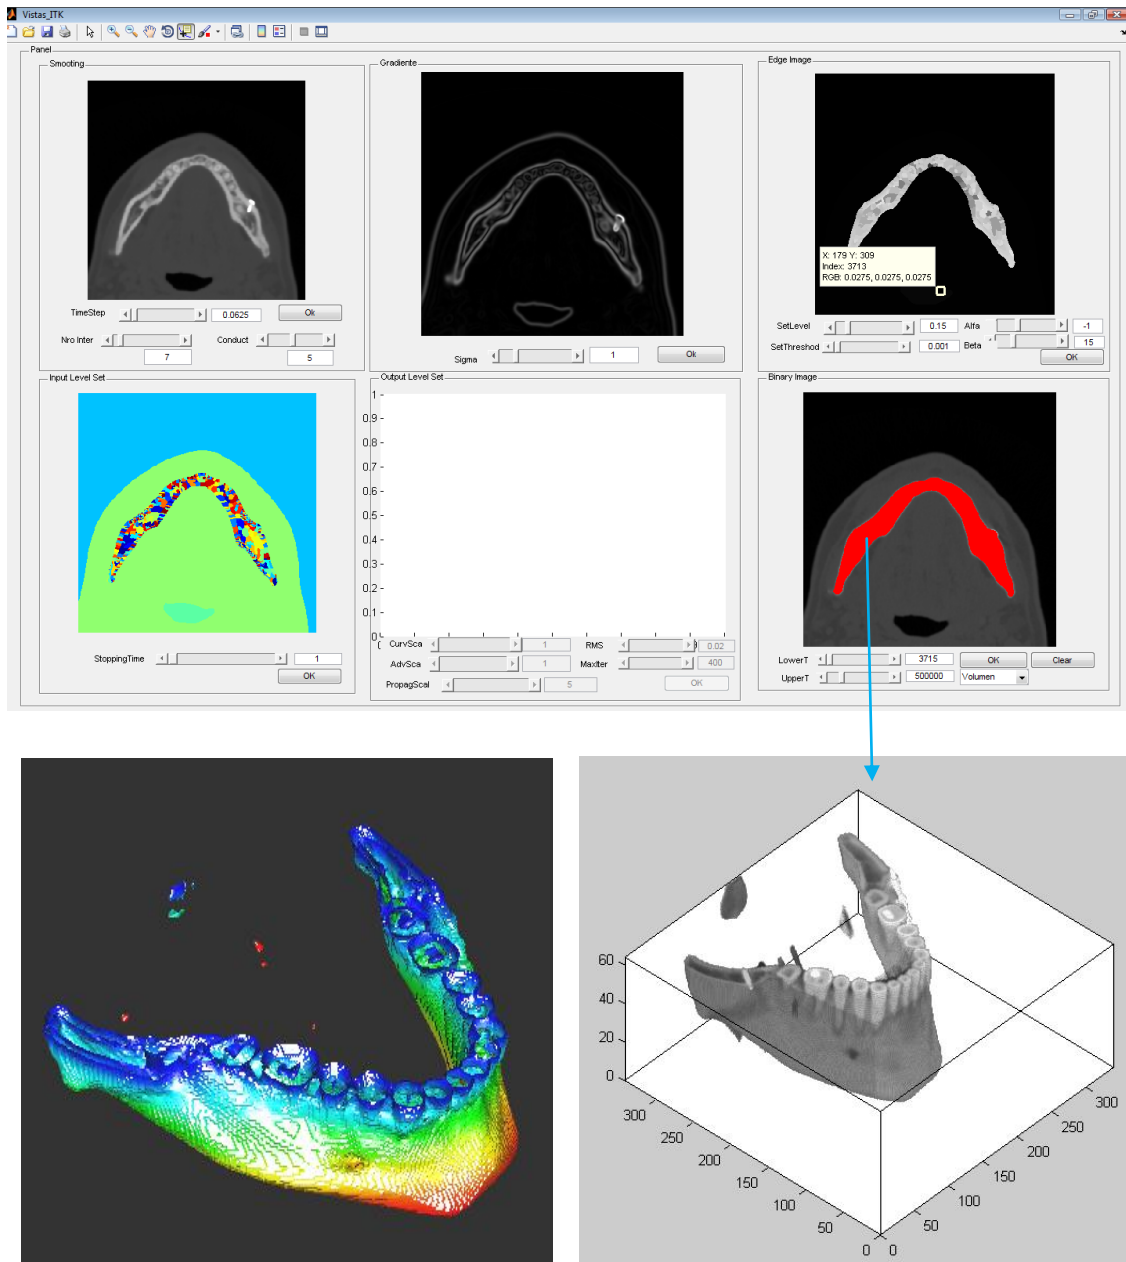 Vistas_ITK
Panel
Smooting
TimeStep
0.0625
Ok
Nro Inter
Conduct
7
5
Gradiente
Sigma
1
Ok
Edge Image
X: 179 Y: 309
Index: 3713
RGB: 0.0275, 0.0275, 0.0275
SetLevel
0.15
Alfa
-1
SetThreshod
0.001
Beta
15
OK
Input Level Set
StoppingTime
1
OK
Output Level Set
1
0.9
0.8
0.7
0.6
0.5
0.4
0.3
0.2
0.1
0
CurvSca
1
RMS
0.02
AdvSca
1
MaxIter
400
PropagScal
5
OK
Binary Image
LowerT
3715
OK
Clear
UpperT
500000
Volumen
60
40
20
0
300
250
200
150
100
50
0
0
50
100
150
200
250
300